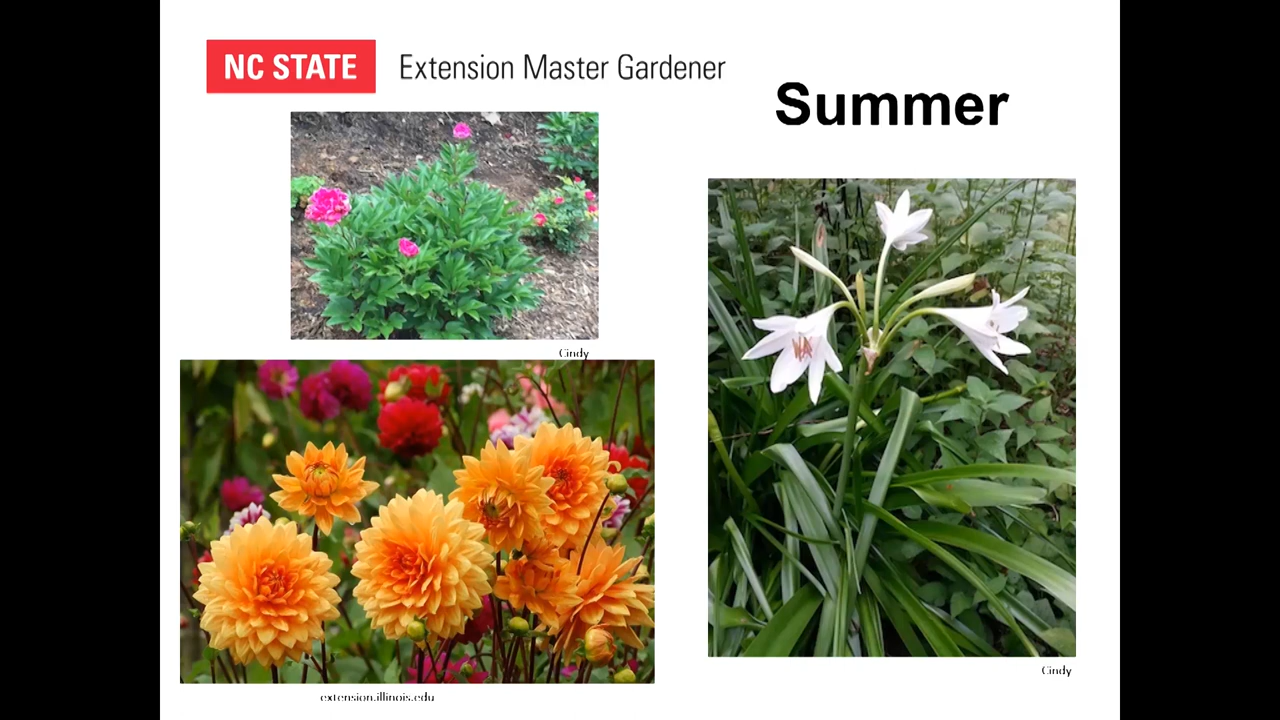 NC STATE Extension Master Gardener
Summer
Cindy
extension.illinois.edu
Cindy